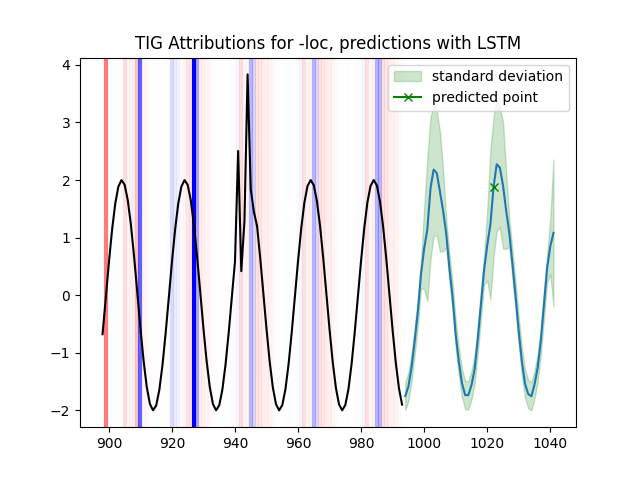 TIG Attributions for -loc, predictions with LSTM
4
3
2
1
0
−1
−2
standard deviation
predicted point
900 920 940 960 980 1000 1020 1040